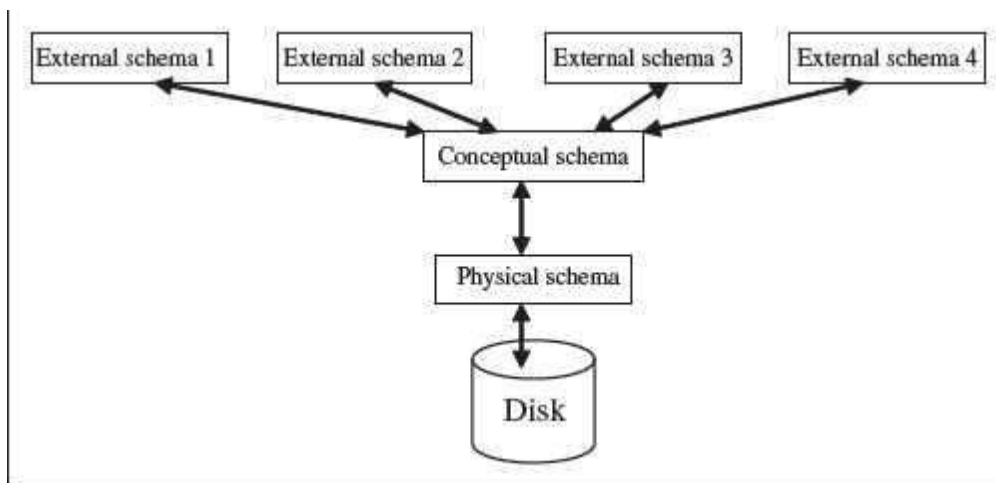 External schema 1
External schema 2
External schema 3
External schema 4
Conceptual schema
Physical schema
Disk